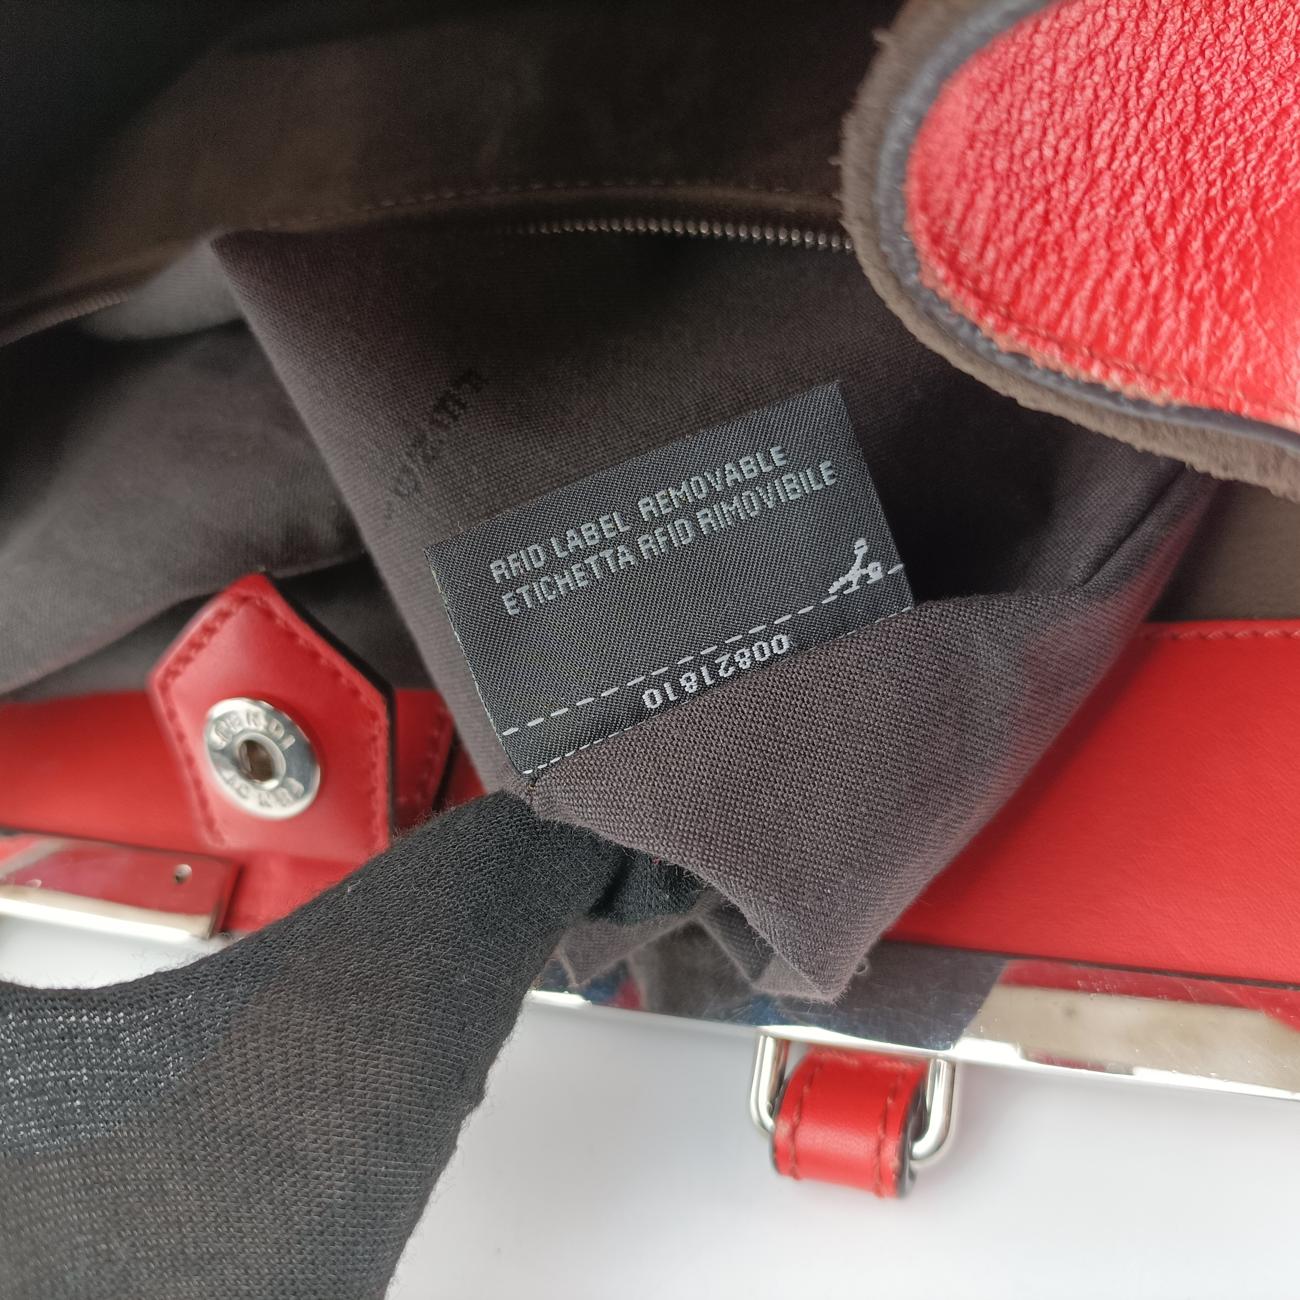 RFID LABEL REMOVABLE
ETICHETTA RFID RIMOVIBILE
00821810